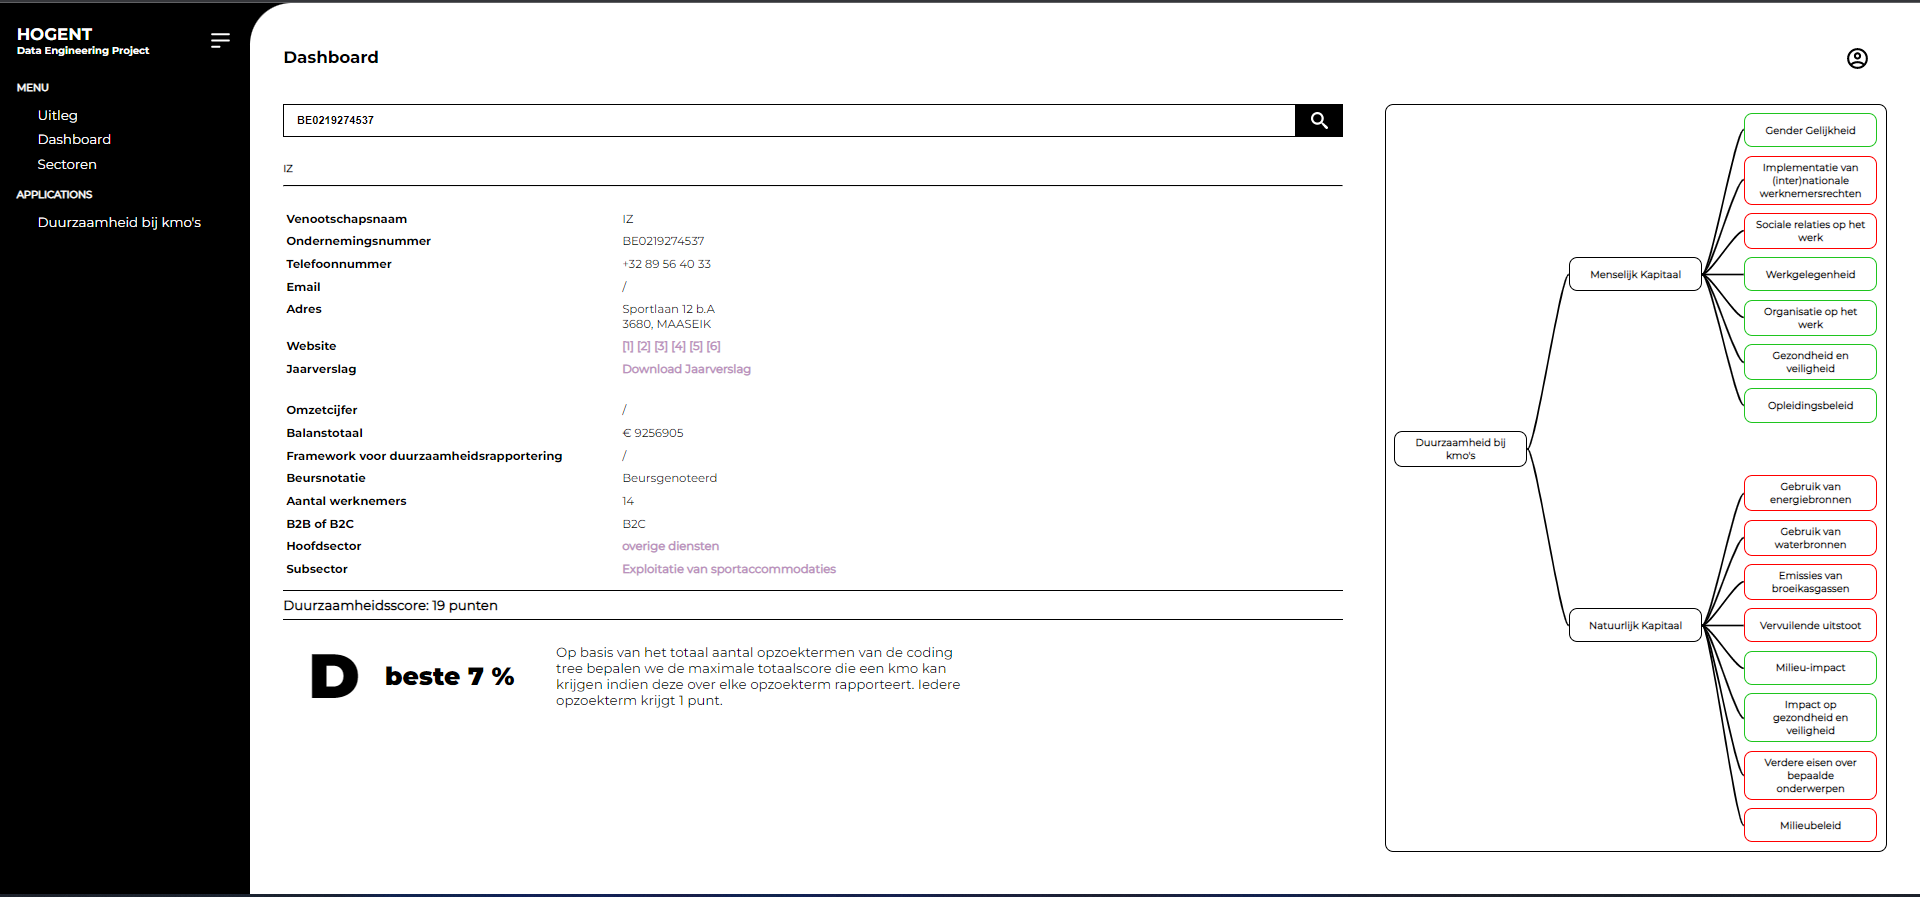 HOGENT
Data Engineering Project
MENU
Uitleg
Dashboard
Sectoren
APPLICATIONS
Duurzaamheid bij kmo's
Dashboard
BE0219274537
IZ
Venootschapsnaam IZ
Ondernemingsnummer BE0219274537
Telefoonnummer +32 89 56 40 33
Email /
Adres Sportlaan 12 b.A
3680, MAASEIK
Website [1] [2] [3] [4] [5] [6]
Jaarverslag Download Jaarverslag
Omzetcijfer /
Balanstotaal € 9256905
Framework voor duurzaamheidsrapportering /
Beursnotatie Beursgenoteerd
Aantal werknemers 14
B2B of B2C B2C
Hoofdsector overige diensten
Subsector Exploitatie van sportaccommodaties
Duurzaamheidsscore: 19 punten
D beste 7 %
Op basis van het totaal aantal opzoektermen van de coding
tree bepalen we de maximale totaalscore die een kmo kan
krijgen indien deze over elke opzoekterm rapporteert. Iedere
opzoekterm krijgt 1 punt.
Duurzaamheid bij
kmo's
Menselijk Kapitaal
Gender Gelijkheid
Implementatie van
(inter)nationale
werknemersrechten
Sociale relaties op het
werk
Werkgelegenheid
Organisatie op het
werk
Gezondheid en
veiligheid
Opleidingsbeleid
Natuurlijk Kapitaal
Gebruik van
energiebronnen
Gebruik van
waterbronnen
Emissies van
broeikasgassen
Vervuilende uitstoot
Milieu-impact
Impact op
gezondheid en
veiligheid
Verdere eisen over
bepaalde
onderwerpen
Milieubeleid